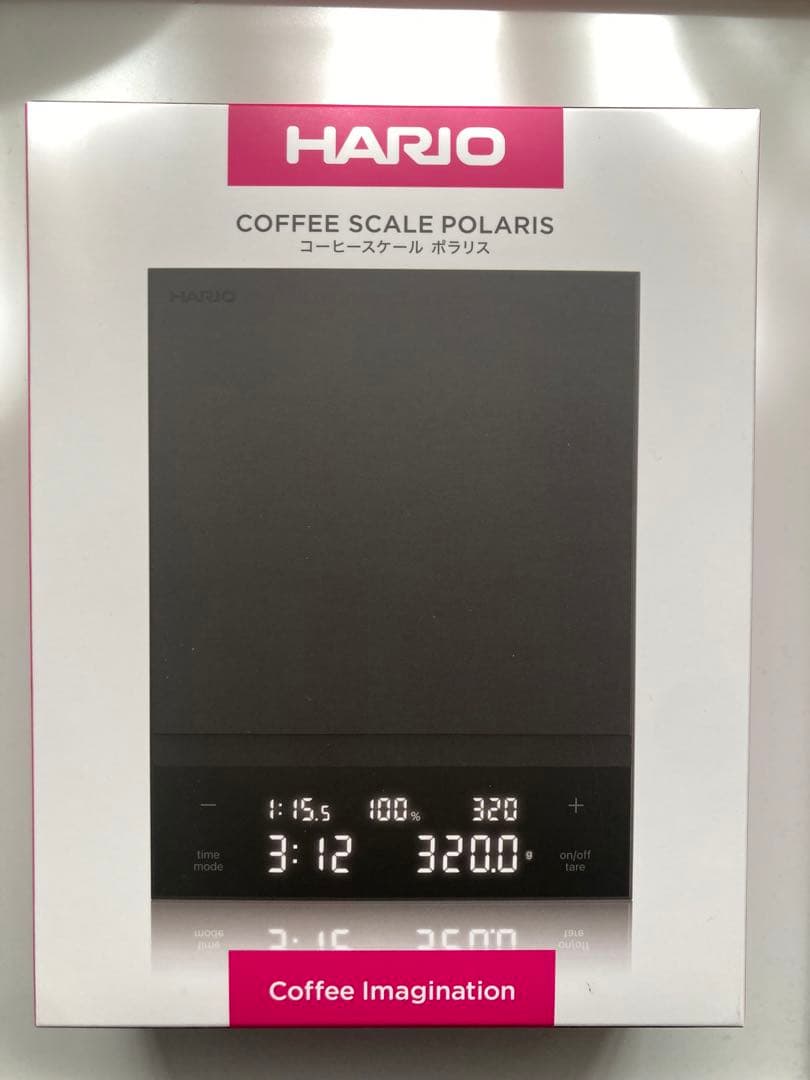 HARIO
COFFEE SCALE POLARIS
コーヒースケール ポラリス
HARIO
− 1:15.5 100% 320 +
time mode 3:12 320.0 g on/off tare
Coffee Imagination